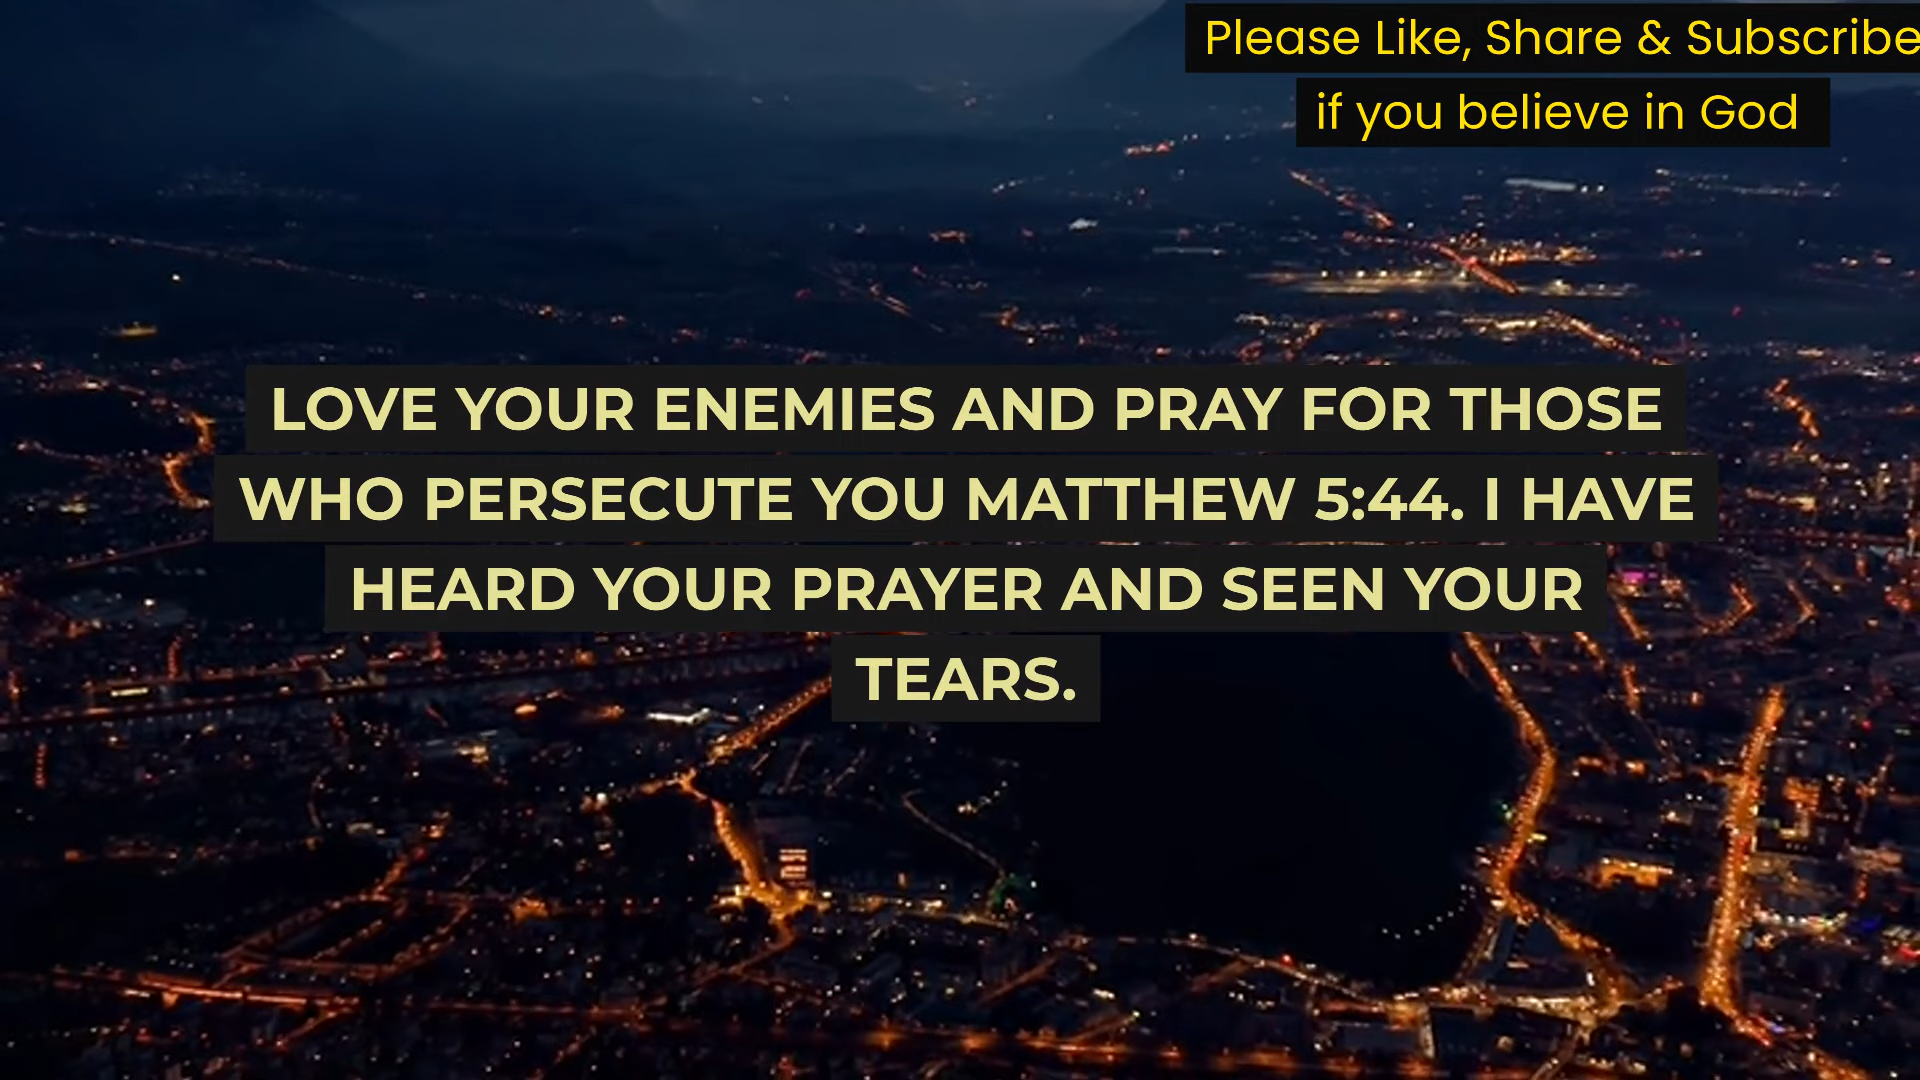 Please Like, Share & Subscribe
if you believe in God
LOVE YOUR ENEMIES AND PRAY FOR THOSE
WHO PERSECUTE YOU MATTHEW 5:44. I HAVE
HEARD YOUR PRAYER AND SEEN YOUR
TEARS.